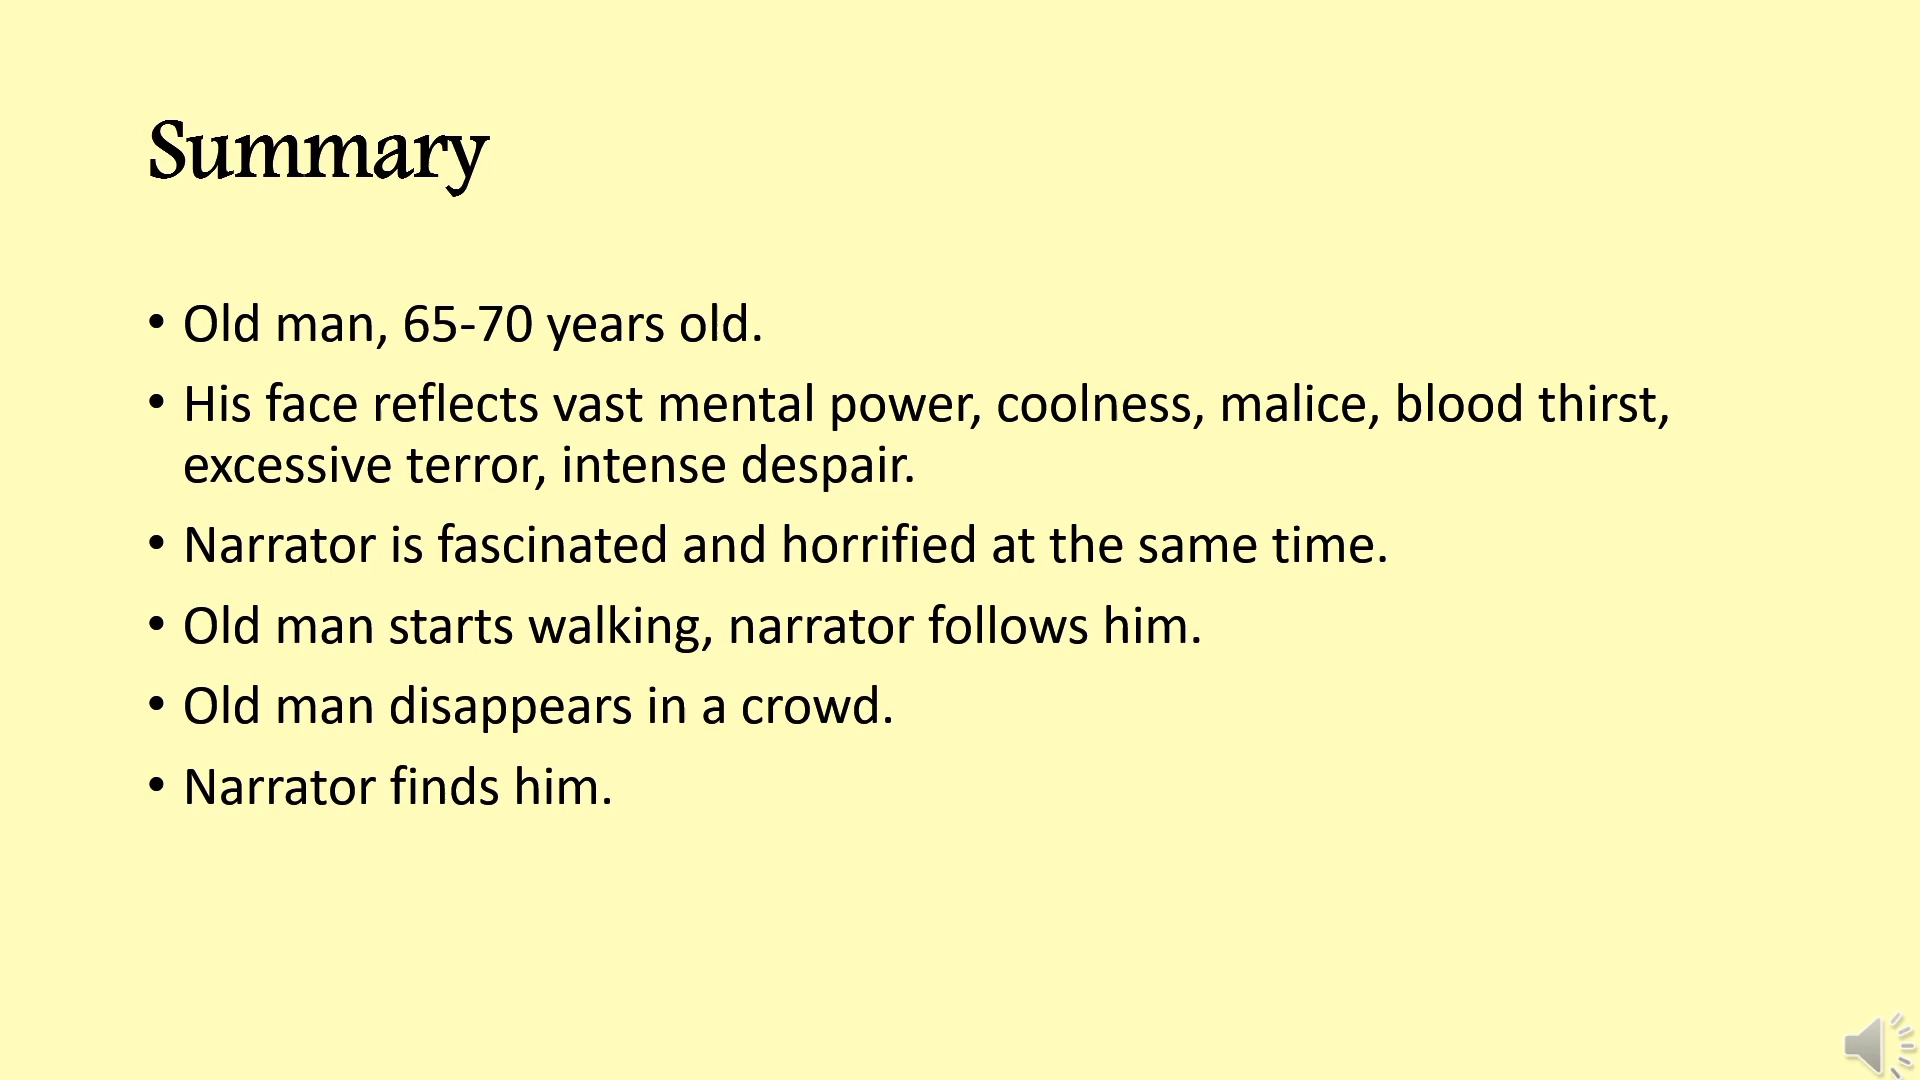 Summary
• Old man, 65-70 years old.
• His face reflects vast mental power, coolness, malice, blood thirst,
excessive terror, intense despair.
• Narrator is fascinated and horrified at the same time.
• Old man starts walking, narrator follows him.
• Old man disappears in a crowd.
• Narrator finds him.